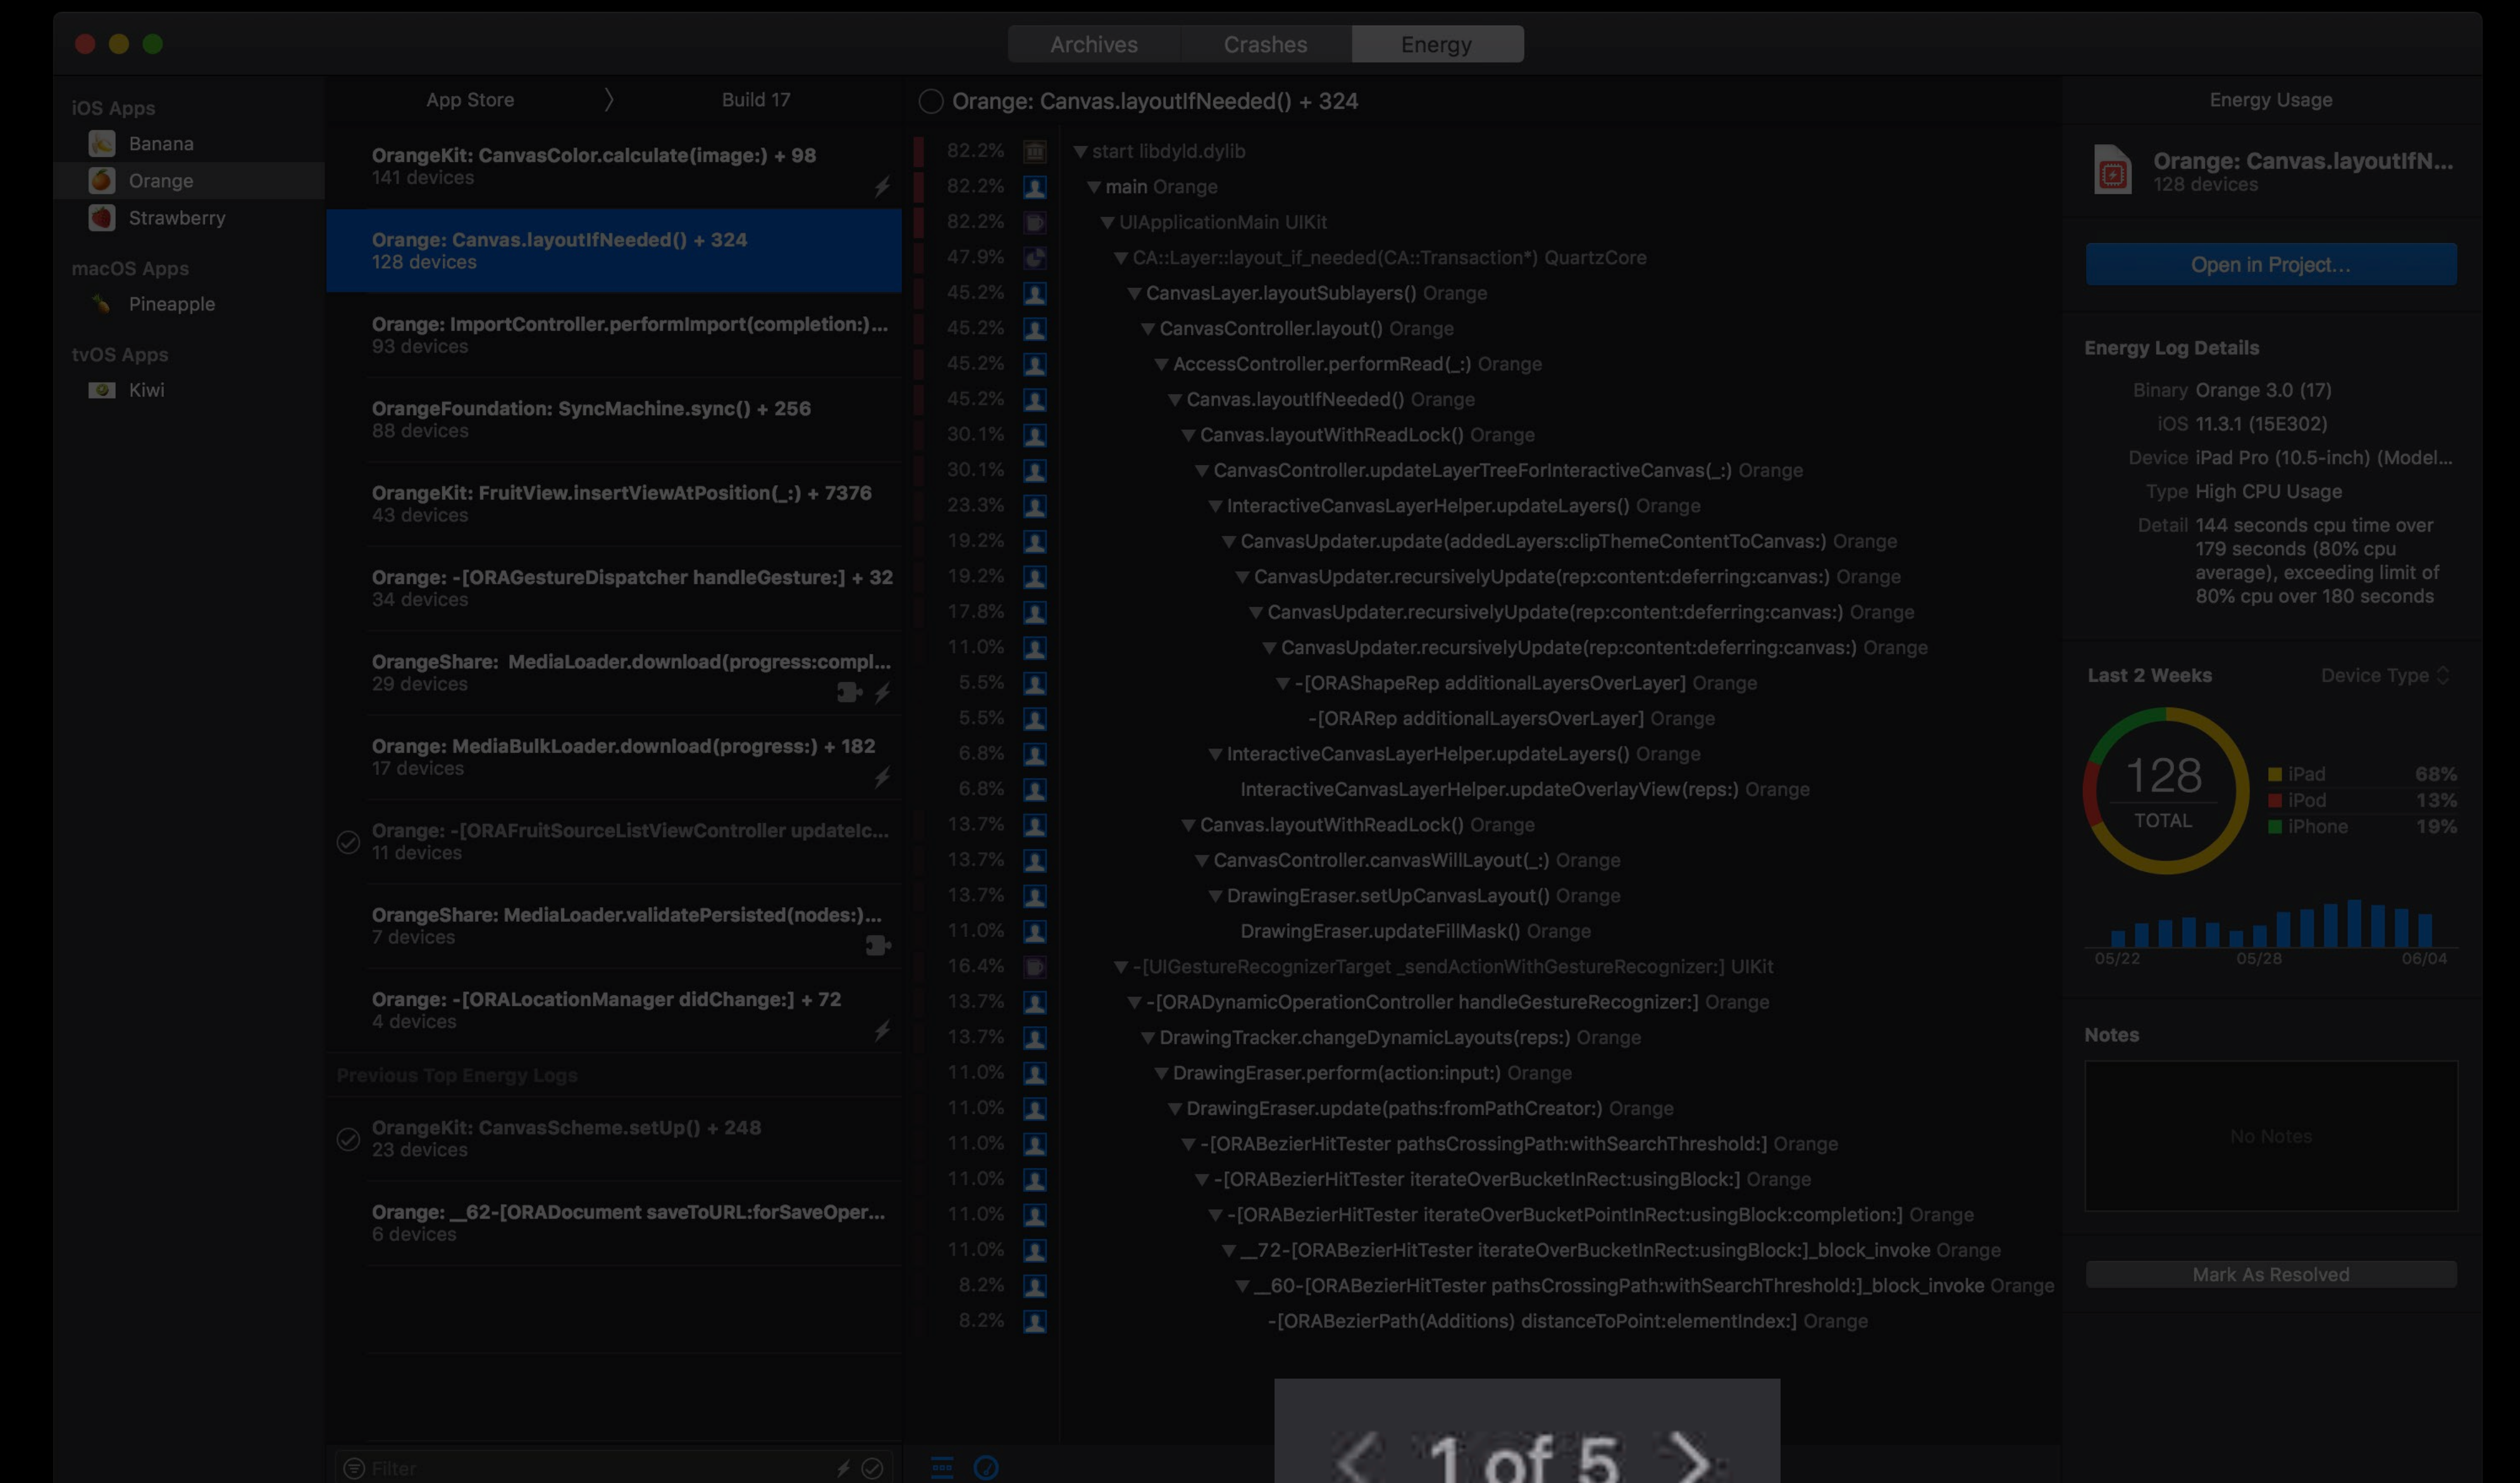 Archives Crashes Energy
iOS Apps
Banana
Orange
Strawberry
macOS Apps
Pineapple
tvOS Apps
Kiwi
App Store 〉 Build 17
OrangeKit: CanvasColor.calculate(image:) + 98
141 devices
Orange: Canvas.layoutIfNeeded() + 324
128 devices
Orange: ImportController.performImport(completion:)...
93 devices
OrangeFoundation: SyncMachine.sync() + 256
88 devices
OrangeKit: FruitView.insertViewAtPosition(_:) + 7376
43 devices
Orange: -[ORAGestureDispatcher handleGesture:] + 32
34 devices
OrangeShare: MediaLoader.download(progress:compl...
29 devices
Orange: MediaBulkLoader.download(progress:) + 182
17 devices
Orange: -[ORAFruitSourceListViewController updateIc...
11 devices
OrangeShare: MediaLoader.validatePersisted(nodes:)...
7 devices
Orange: -[ORALocationManager didChange:] + 72
4 devices
Previous Top Energy Logs
OrangeKit: CanvasScheme.setUp() + 248
23 devices
Orange: __62-[ORADocument saveToURL:forSaveOper...
6 devices
Filter
Orange: Canvas.layoutIfNeeded() + 324
82.2% start libdyld.dylib
82.2% main Orange
82.2% UIApplicationMain UIKit
47.9% CA::Layer::layout_if_needed(CA::Transaction*) QuartzCore
45.2% CanvasLayer.layoutSublayers() Orange
45.2% CanvasController.layout() Orange
45.2% AccessController.performRead(_:) Orange
45.2% Canvas.layoutIfNeeded() Orange
30.1% Canvas.layoutWithReadLock() Orange
30.1% CanvasController.updateLayerTreeForInteractiveCanvas(_:) Orange
23.3% InteractiveCanvasLayerHelper.updateLayers() Orange
19.2% CanvasUpdater.update(addedLayers:clipThemeContentToCanvas:) Orange
19.2% CanvasUpdater.recursivelyUpdate(rep:content:deferring:canvas:) Orange
17.8% CanvasUpdater.recursivelyUpdate(rep:content:deferring:canvas:) Orange
11.0% CanvasUpdater.recursivelyUpdate(rep:content:deferring:canvas:) Orange
5.5% -[ORAShapeRep additionalLayersOverLayer] Orange
5.5% -[ORARep additionalLayersOverLayer] Orange
6.8% InteractiveCanvasLayerHelper.updateLayers() Orange
6.8% InteractiveCanvasLayerHelper.updateOverlayView(reps:) Orange
13.7% Canvas.layoutWithReadLock() Orange
13.7% CanvasController.canvasWillLayout(_:) Orange
13.7% DrawingEraser.setUpCanvasLayout() Orange
11.0% DrawingEraser.updateFillMask() Orange
16.4% -[UIGestureRecognizerTarget _sendActionWithGestureRecognizer:] UIKit
13.7% -[ORADynamicOperationController handleGestureRecognizer:] Orange
13.7% DrawingTracker.changeDynamicLayouts(reps:) Orange
11.0% DrawingEraser.perform(action:input:) Orange
11.0% DrawingEraser.update(paths:fromPathCreator:) Orange
11.0% -[ORABezierHitTester pathsCrossingPath:withSearchThreshold:] Orange
11.0% -[ORABezierHitTester iterateOverBucketInRect:usingBlock:] Orange
11.0% -[ORABezierHitTester iterateOverBucketPointInRect:usingBlock:completion:] Orange
11.0% __72-[ORABezierHitTester iterateOverBucketInRect:usingBlock:]_block_invoke Orange
8.2% __60-[ORABezierHitTester pathsCrossingPath:withSearchThreshold:]_block_invoke Orange
8.2% -[ORABezierPath(Additions) distanceToPoint:elementIndex:] Orange
< 1 of 5 >
Energy Usage
Orange: Canvas.layoutIfN...
128 devices
Open in Project...
Energy Log Details
Binary Orange 3.0 (17)
iOS 11.3.1 (15E302)
Device iPad Pro (10.5-inch) (Model...
Type High CPU Usage
Detail 144 seconds cpu time over
179 seconds (80% cpu
average), exceeding limit of
80% cpu over 180 seconds
Last 2 Weeks Device Type
128
TOTAL
iPad 68%
iPod 13%
iPhone 19%
05/22 05/28 06/04
Notes
No Notes
Mark As Resolved